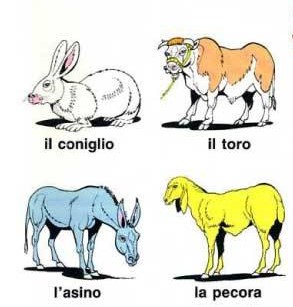 il coniglio
il toro
l'asino
la pecora